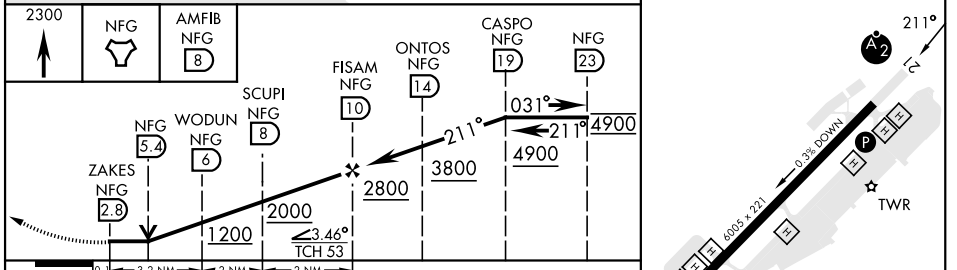 2300
NFG
AMFIB
NFG
8
CASPO
NFG
19
NFG
23
ONTOS
NFG
14
FISAM
NFG
10
SCUPI
NFG
8
WODUN
NFG
6
NFG
5.4
ZAKES
NFG
2.8
031°
211°
211°
4900
4900
3800
2800
2000
1200
3.46°
TCH 53
0.1
3.2 NM
2 NM
2 NM
211°
21
A 2
0.3% DOWN
P
H
H
H
TWR
6005 x 221
H
H
H